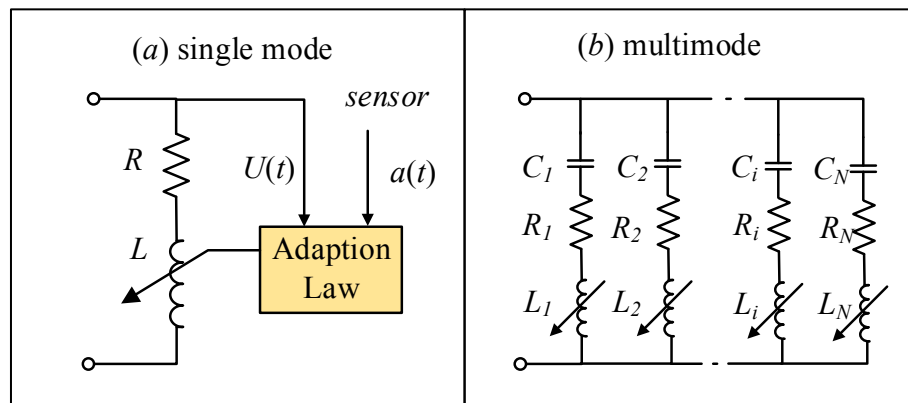 (a) single mode
sensor
R
U(t)
a(t)
L
Adaption
Law
(b) multimode
C1 C2 Ci CN
R1 R2 Ri RN
L1 L2 Li LN